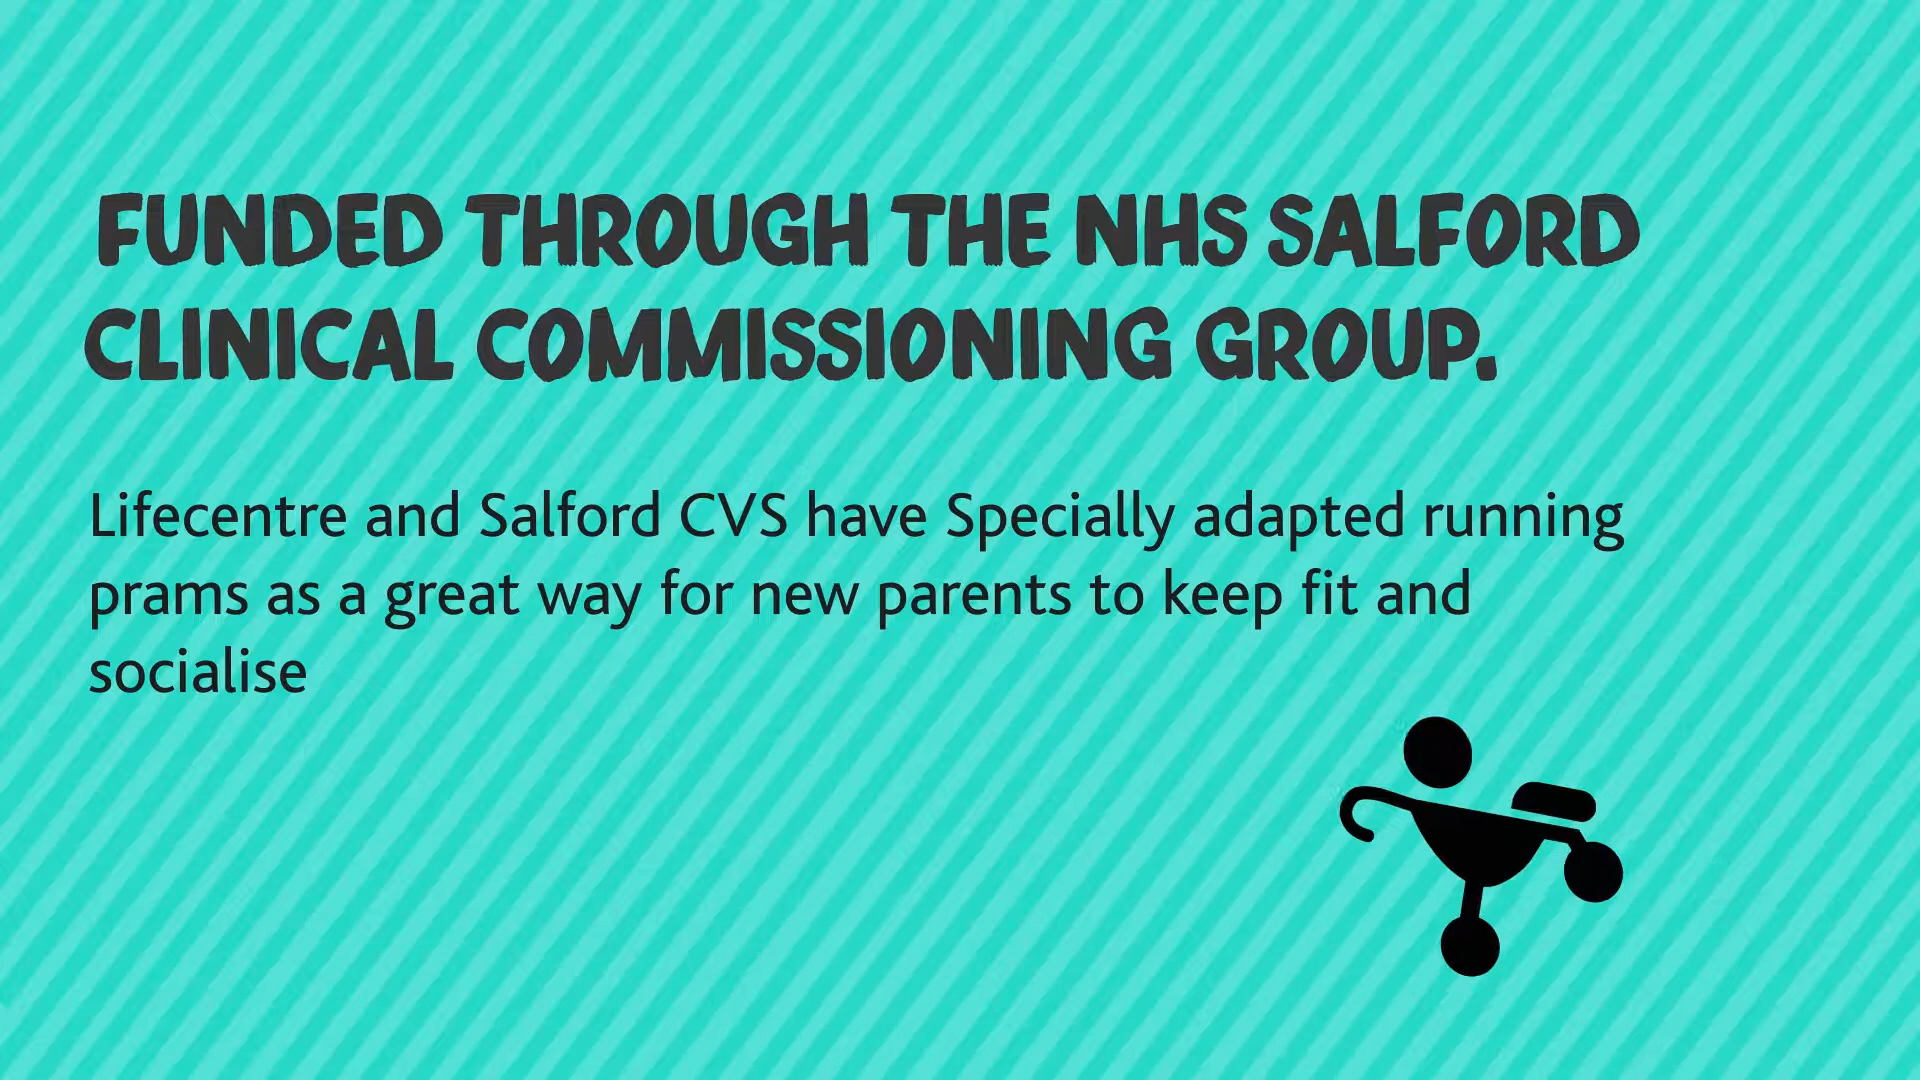 FUNDED THROUGH THE NHS SALFORD
CLINICAL COMMISSIONING GROUP.
Lifecentre and Salford CVS have Specially adapted running
prams as a great way for new parents to keep fit and
socialise